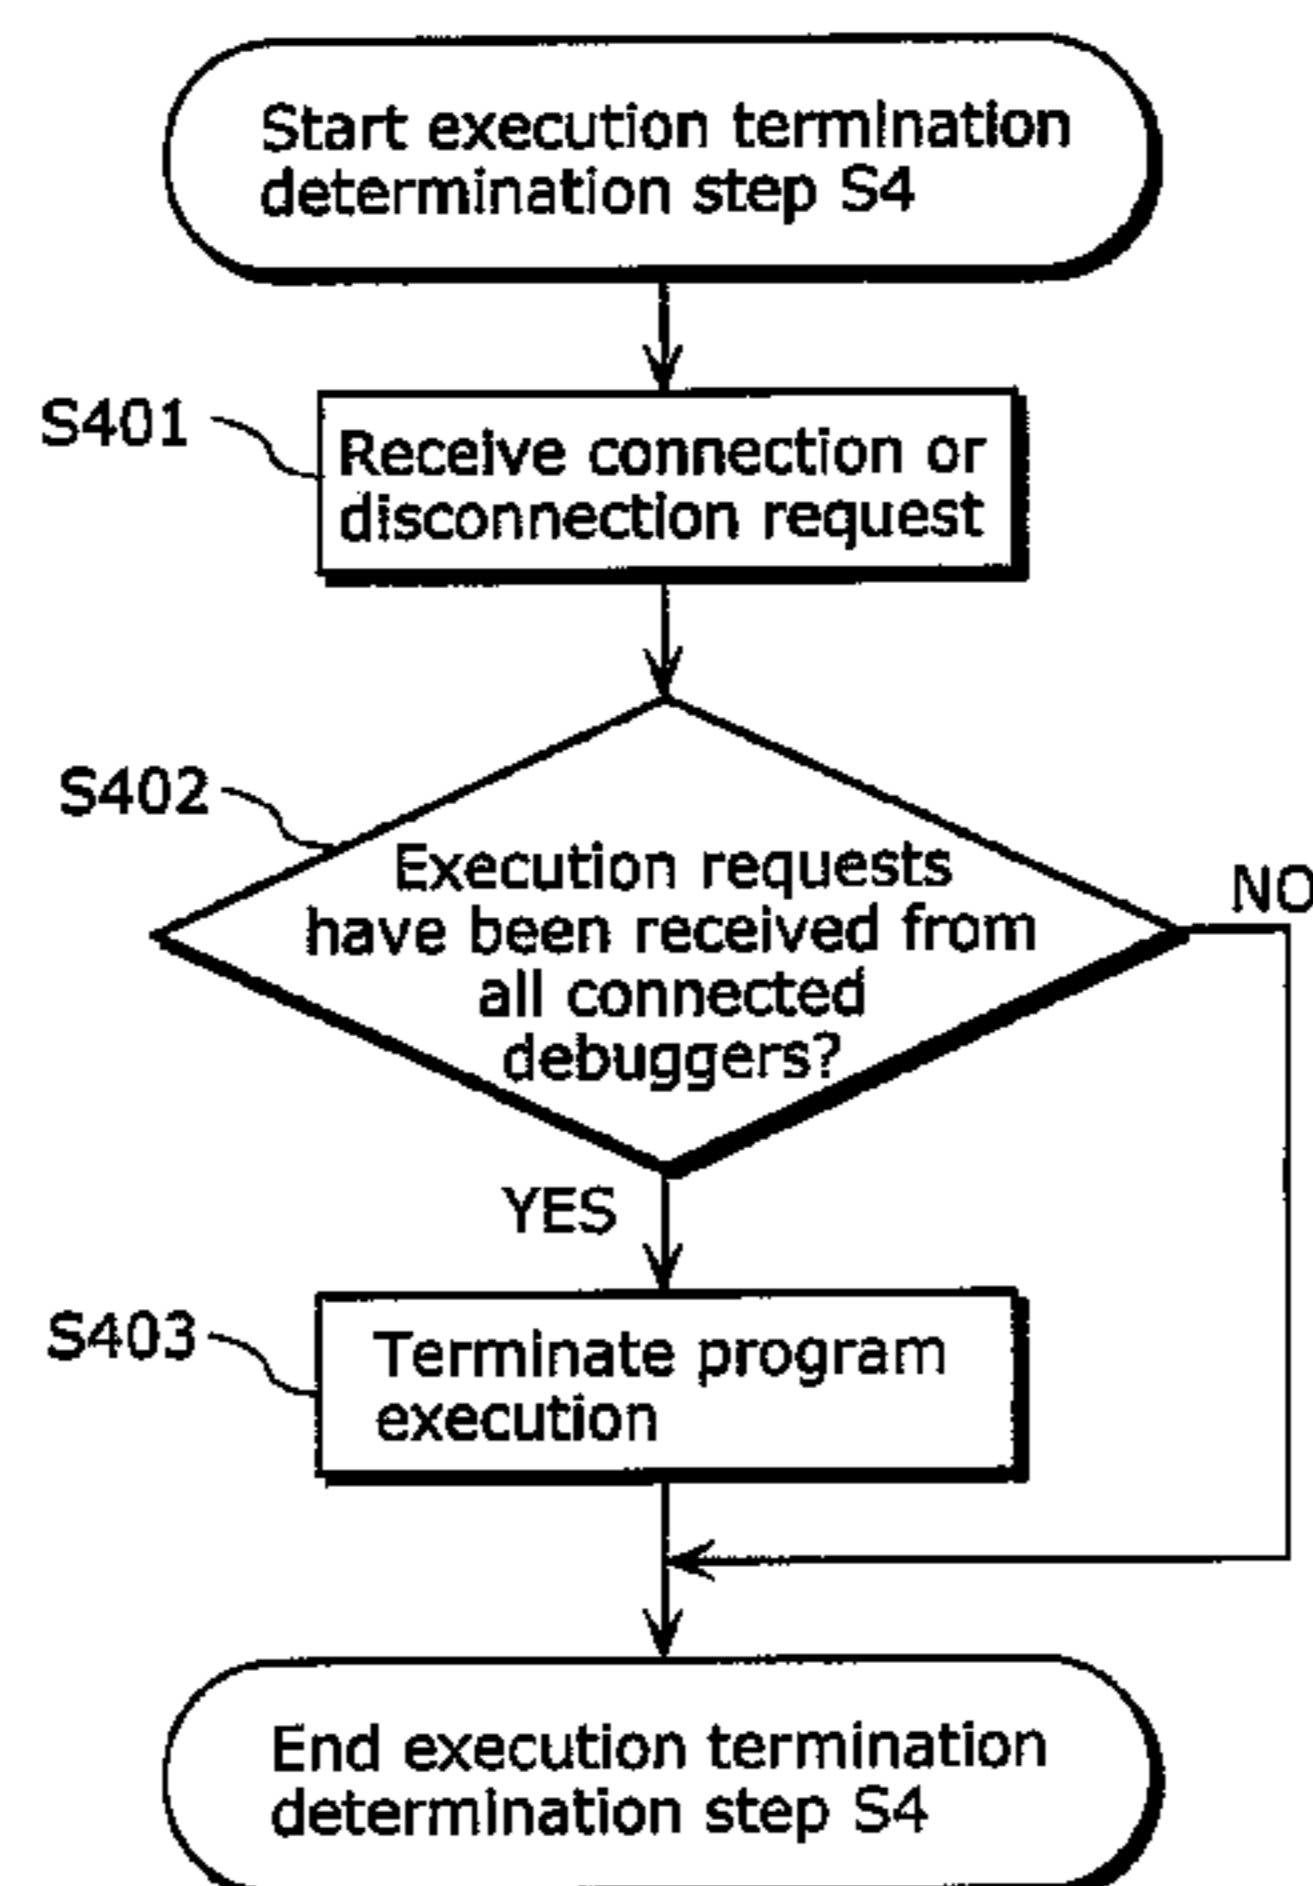 Start execution termination
determination step S4
S401
Receive connection or
disconnection request
S402
Execution requests
have been received from
all connected
debuggers?
NO
YES
S403
Terminate program
execution
End execution termination
determination step S4